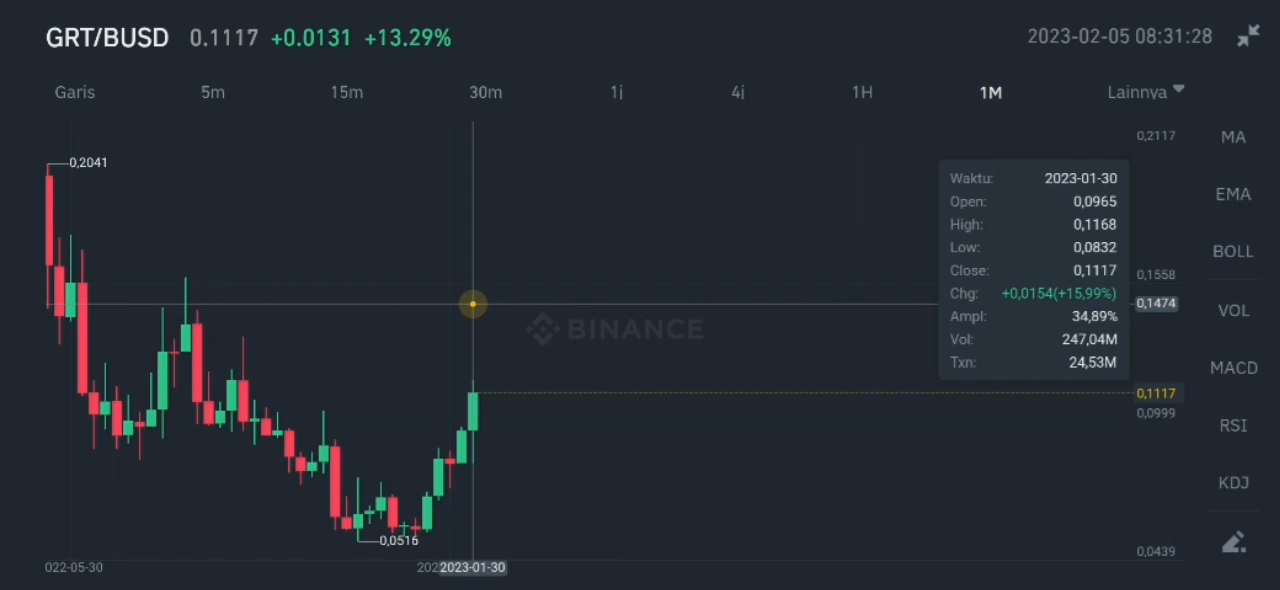 GRT/BUSD 0.1117 +0.0131 +13.29% 2023-02-05 08:31:28
Garis 5m 15m 30m 1j 4j 1H 1M Lainnya
0,2117 MA
0,2041
Waktu: 2023-01-30
Open: 0,0965
EMA
High: 0,1168
Low: 0,0832
BOLL
Close: 0,1117
0,1558
Chg: +0,0154(+15,99%)
0,1474
VOL
Ampl: 34,89%
BINANCE
Vol: 247,04M
Txn: 24,53M
MACD
0,1117
0,0999
RSI
KDJ
0,0516
0,0439
022-05-30 202 2023-01-30